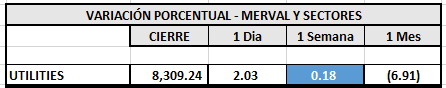 VARIACIÓN PORCENTUAL - MERVAL Y SECTORES
CIERRE 1 Dia 1 Semana 1 Mes
UTILITIES 8,309.24 2.03 0.18 (6.91)